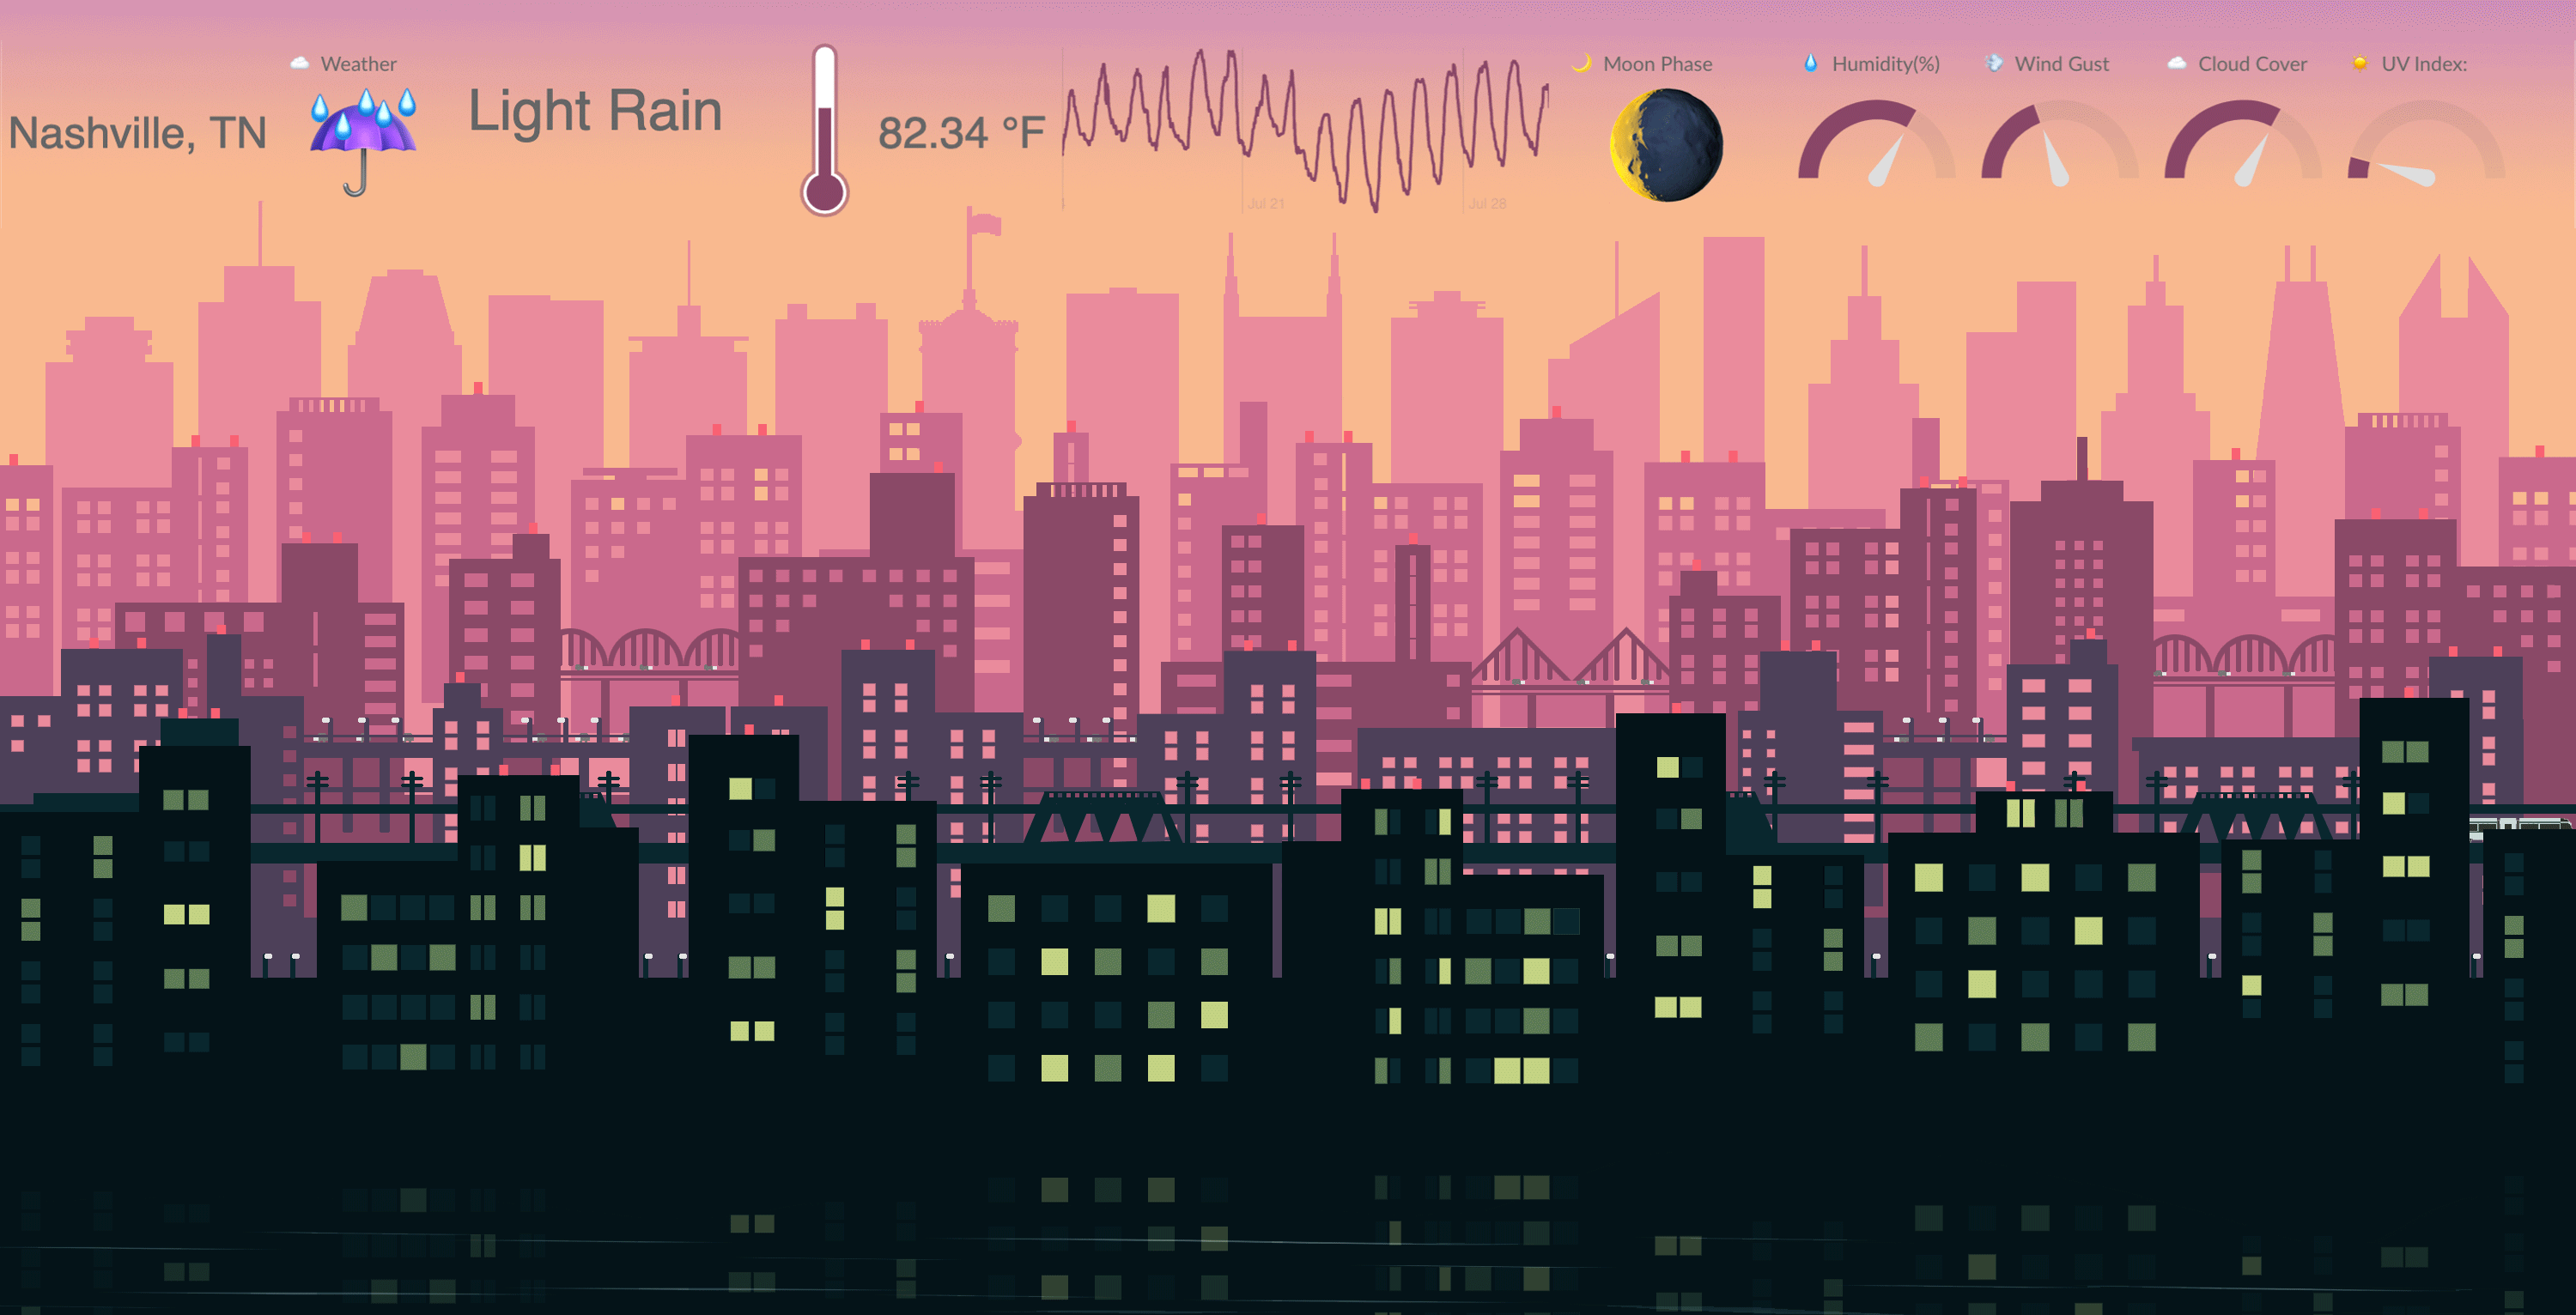 Weather
Moon Phase
Humidity(%)
Wind Gust
Cloud Cover
UV Index:
Nashville, TN
Light Rain
82.34 °F
Jul 21
Jul 28